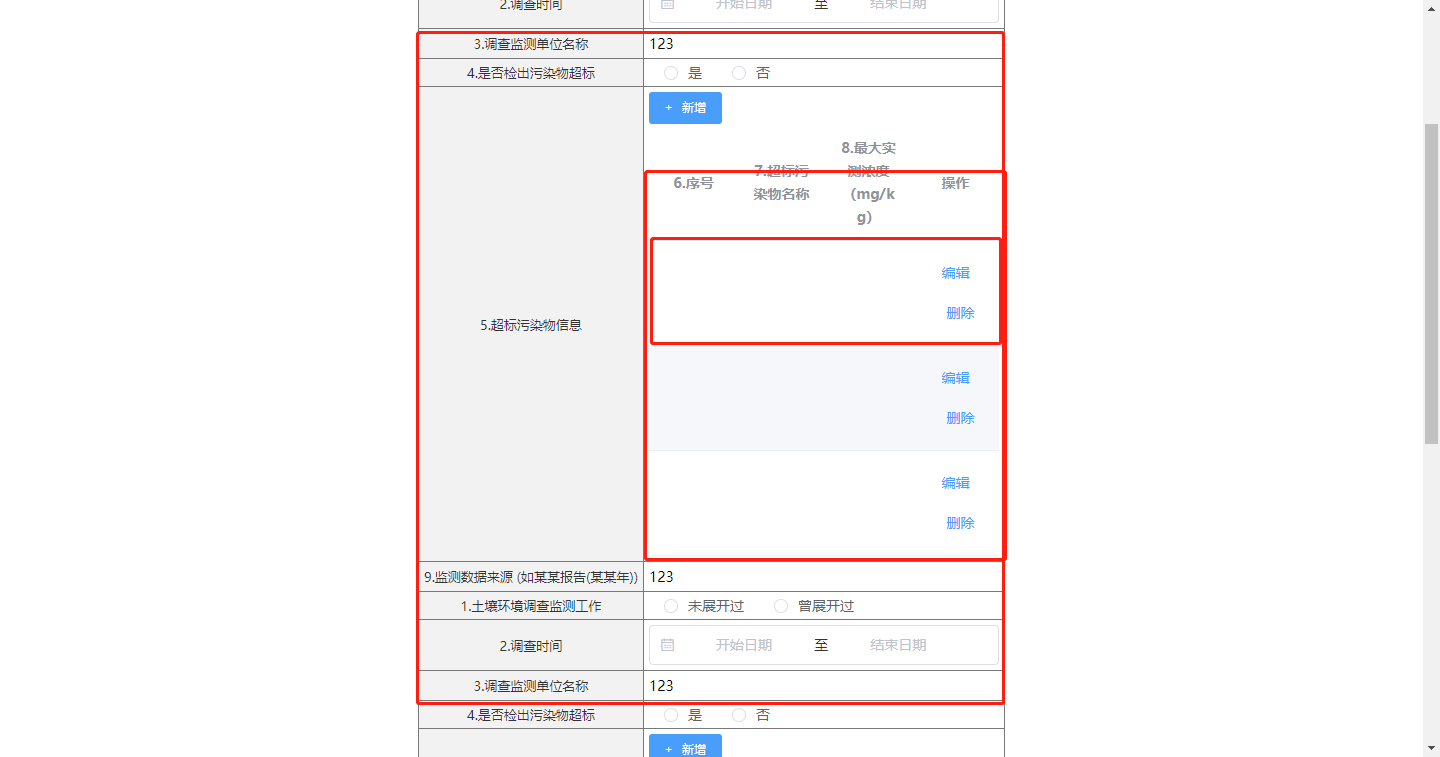 2.调查时间
开始日期 至 结束日期
3.调查监测单位名称
123
4.是否检出污染物超标
是 否
5.超标污染物信息
+ 新增
6.序号
7.超标污
染物名称
8.最大实
测浓度
（mg/k
g）
操作
编辑
删除
编辑
删除
编辑
删除
9.监测数据来源 (如某某报告(某某年))
123
1.土壤环境调查监测工作
未展开过 曾展开过
2.调查时间
开始日期 至 结束日期
3.调查监测单位名称
123
4.是否检出污染物超标
是 否
+ 新增